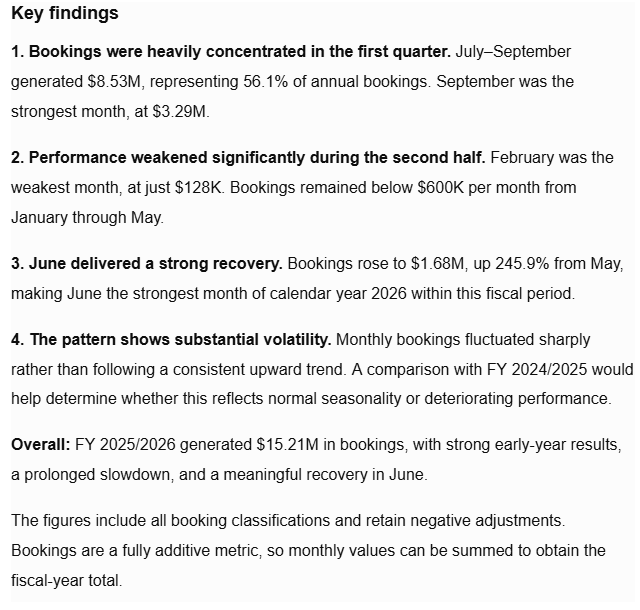 Key findings
1. Bookings were heavily concentrated in the first quarter. July–September
generated $8.53M, representing 56.1% of annual bookings. September was the
strongest month, at $3.29M.
2. Performance weakened significantly during the second half. February was the
weakest month, at just $128K. Bookings remained below $600K per month from
January through May.
3. June delivered a strong recovery. Bookings rose to $1.68M, up 245.9% from May,
making June the strongest month of calendar year 2026 within this fiscal period.
4. The pattern shows substantial volatility. Monthly bookings fluctuated sharply
rather than following a consistent upward trend. A comparison with FY 2024/2025 would
help determine whether this reflects normal seasonality or deteriorating performance.
Overall: FY 2025/2026 generated $15.21M in bookings, with strong early-year results,
a prolonged slowdown, and a meaningful recovery in June.
The figures include all booking classifications and retain negative adjustments.
Bookings are a fully additive metric, so monthly values can be summed to obtain the
fiscal-year total.